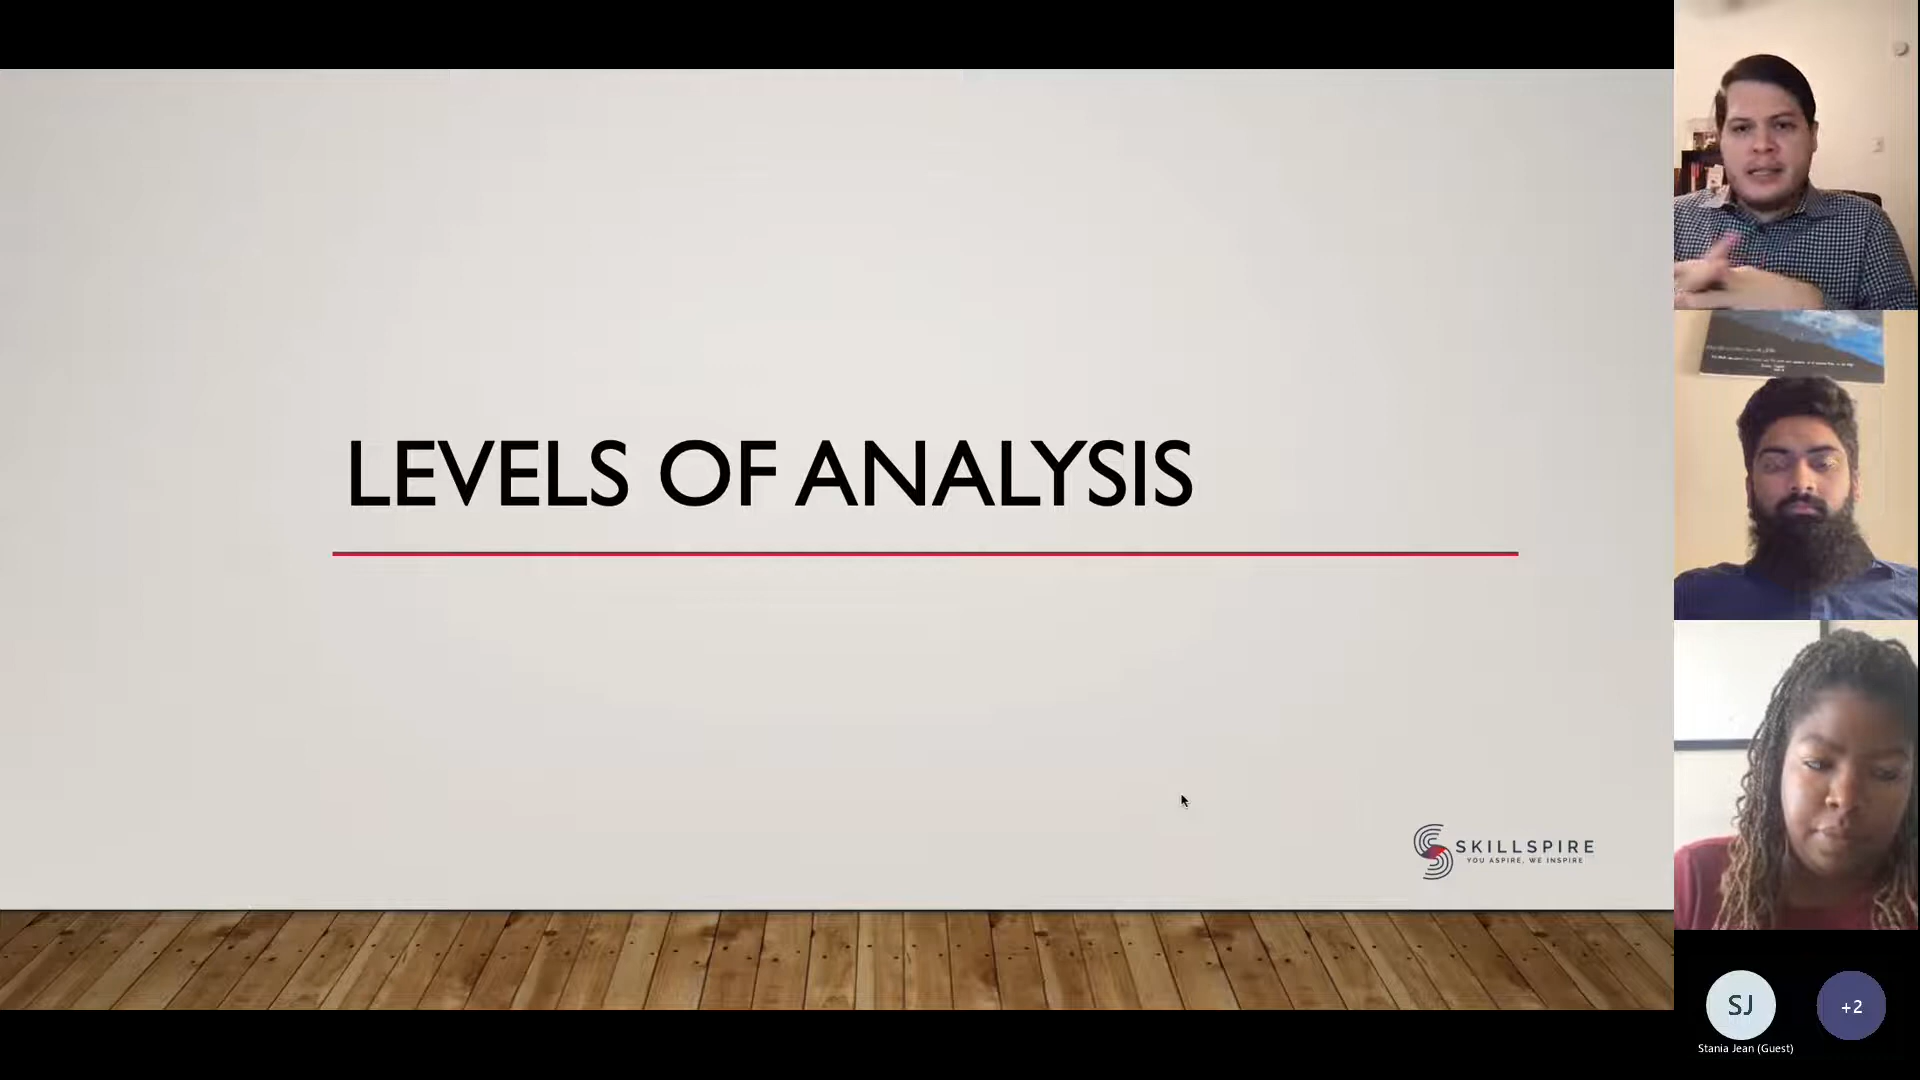 LEVELS OF ANALYSIS
SKILLSPIRE
YOU ASPIRE, WE INSPIRE
SJ
+2
Stania Jean (Guest)